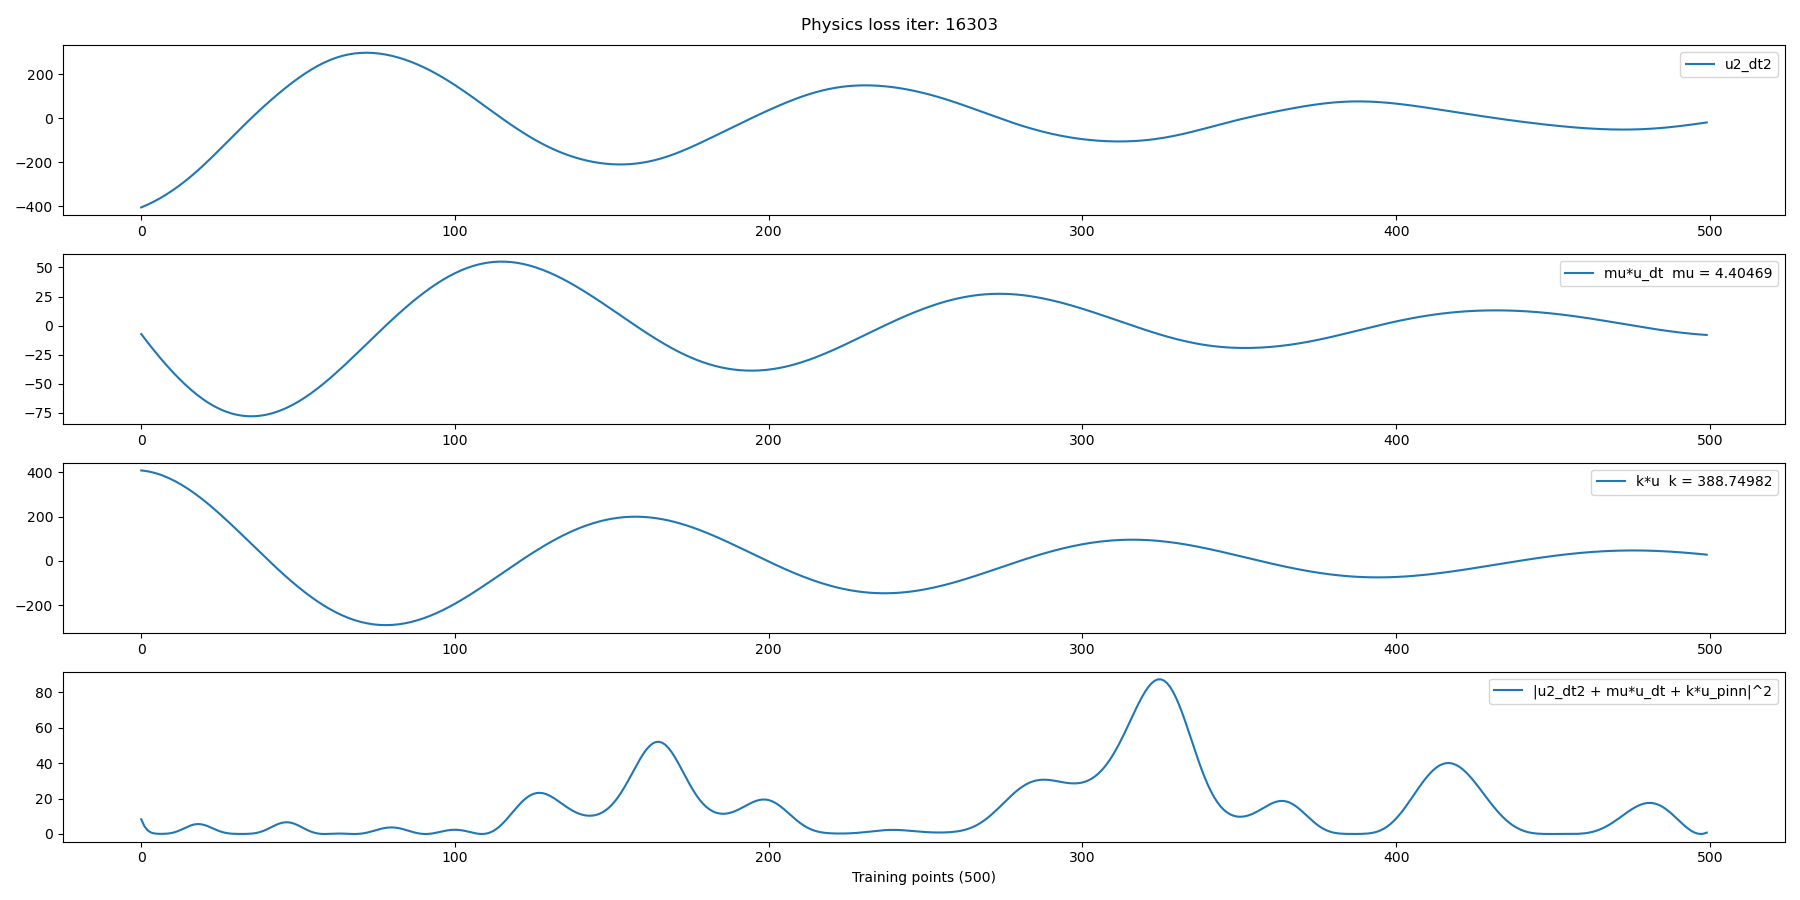 Physics loss iter: 16303
u2_dt2
200
0
−200
−400
0 100 200 300 400 500
mu*u_dt  mu = 4.40469
50
25
0
−25
−50
−75
0 100 200 300 400 500
k*u  k = 388.74982
400
200
0
−200
0 100 200 300 400 500
|u2_dt2 + mu*u_dt + k*u_pinn|^2
80
60
40
20
0
0 100 200 300 400 500
Training points (500)